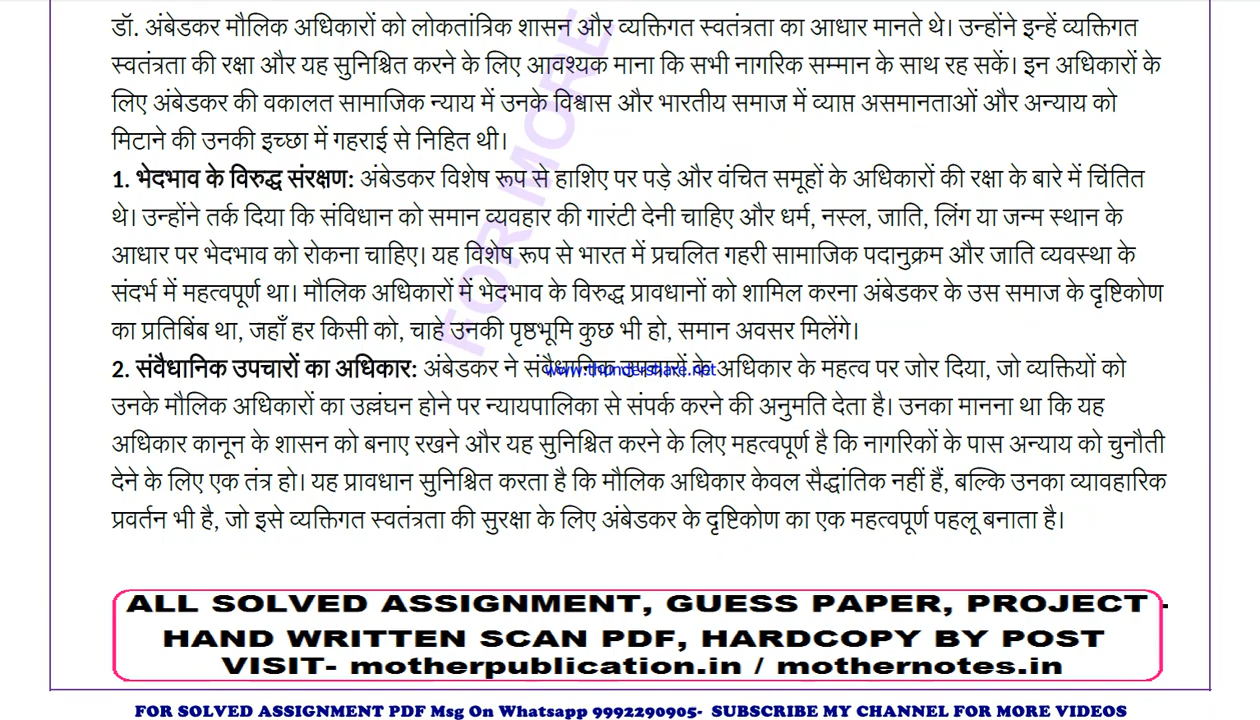 डॉ. अंबेडकर मौलिक अधिकारों को लोकतांत्रिक शासन और व्यक्तिगत स्वतंत्रता का आधार मानते थे। उन्होंने इन्हें व्यक्तिगत
स्वतंत्रता की रक्षा और यह सुनिश्चित करने के लिए आवश्यक माना कि सभी नागरिक सम्मान के साथ रह सकें। इन अधिकारों के
लिए अंबेडकर की वकालत सामाजिक न्याय में उनके विश्वास और भारतीय समाज में व्याप्त असमानताओं और अन्याय को
मिटाने की उनकी इच्छा में गहराई से निहित थी।
1. भेदभाव के विरुद्ध संरक्षण: अंबेडकर विशेष रूप से हाशिए पर पड़े और वंचित समूहों के अधिकारों की रक्षा के बारे में चिंतित
थे। उन्होंने तर्क दिया कि संविधान को समान व्यवहार की गारंटी देनी चाहिए और धर्म, नस्ल, जाति, लिंग या जन्म स्थान के
आधार पर भेदभाव को रोकना चाहिए। यह विशेष रूप से भारत में प्रचलित गहरी सामाजिक पदानुक्रम और जाति व्यवस्था के
संदर्भ में महत्वपूर्ण था। मौलिक अधिकारों में भेदभाव के विरुद्ध प्रावधानों को शामिल करना अंबेडकर के उस समाज के दृष्टिकोण
का प्रतिबिंब था, जहाँ हर किसी को, चाहे उनकी पृष्ठभूमि कुछ भी हो, समान अवसर मिलेंगे।
2. संवैधानिक उपचारों का अधिकार: अंबेडकर ने संवैधानिक उपचारों के अधिकार के महत्व पर जोर दिया, जो व्यक्तियों को
उनके मौलिक अधिकारों का उल्लंघन होने पर न्यायपालिका से संपर्क करने की अनुमति देता है। उनका मानना था कि यह
अधिकार कानून के शासन को बनाए रखने और यह सुनिश्चित करने के लिए महत्वपूर्ण है कि नागरिकों के पास अन्याय को चुनौती
देने के लिए एक तंत्र हो। यह प्रावधान सुनिश्चित करता है कि मौलिक अधिकार केवल सैद्धांतिक नहीं हैं, बल्कि उनका व्यावहारिक
प्रवर्तन भी है, जो इसे व्यक्तिगत स्वतंत्रता की सुरक्षा के लिए अंबेडकर के दृष्टिकोण का एक महत्वपूर्ण पहलू बनाता है।
FOR MORE
www.thundershare.net
ALL SOLVED ASSIGNMENT, GUESS PAPER, PROJECT -
HAND WRITTEN SCAN PDF, HARDCOPY BY POST
VISIT- motherpublication.in / mothernotes.in
FOR SOLVED ASSIGNMENT PDF Msg On Whatsapp 9992290905- SUBSCRIBE MY CHANNEL FOR MORE VIDEOS